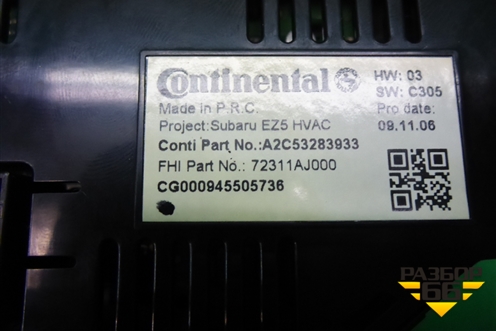 Continental
HW: 03
SW: C305
Made in P.R.C.
Pro date:
Project:Subaru EZ5 HVAC
09.11.06
Conti Part No.:A2C53283933
FHI Part No.: 72311AJ000
CG000945505736
РАЗБОР
68